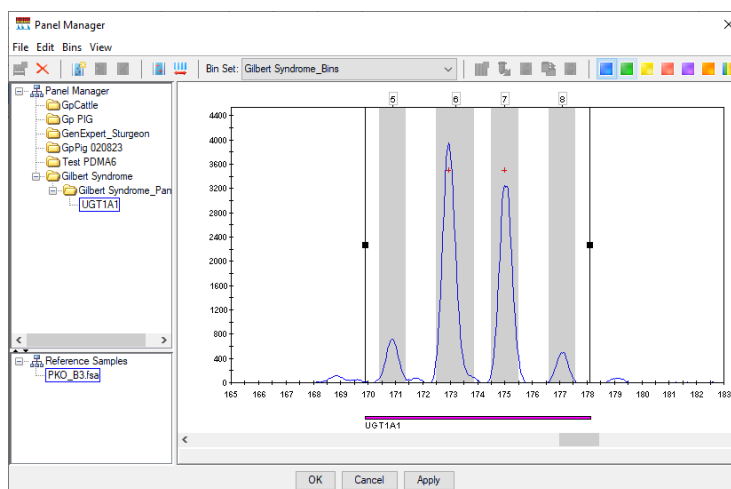 Panel Manager
File Edit Bins View
Bin Set: Gilbert Syndrome_Bins
Panel Manager
GpCattle
Gp PIG
GenExpert_Sturgeon
GpPig 020823
Test PDMA6
Gilbert Syndrome
Gilbert Syndrome_Pan
UGT1A1
Reference Samples
PKO_B3.fsa
5 6 7 8
4400
4000
3600
3200
2800
2400
2000
1600
1200
800
400
0
165 166 167 168 169 170 171 172 173 174 175 176 177 178 179 180 181 182 183
UGT1A1
OK Cancel Apply